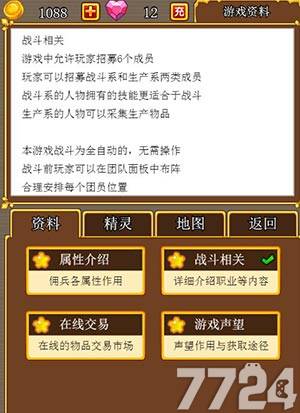 1088 12 充 游戏资料
战斗相关
游戏中允许玩家招募6个成员
玩家可以招募战斗系和生产系两类成员
战斗系的人物拥有的技能更适合于战斗
生产系的人物可以采集生产物品
本游戏战斗为全自动的，无需操作
战斗前玩家可以在团队面板中布阵
合理安排每个团员位置
资料 精灵 地图 返回
属性介绍 战斗相关
佣兵各属性作用 详细介绍职业等内容
在线交易 游戏声望
在线的物品交易市场 声望作用与获取途径
7724